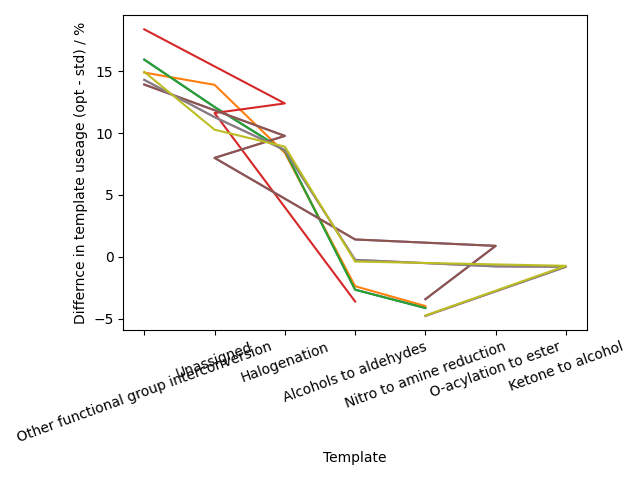 Differnce in template useage (opt - std) / %
15
10
5
0
−5
Other functional group interconversion
Unassigned
Halogenation
Alcohols to aldehydes
Nitro to amine reduction
O-acylation to ester
Ketone to alcohol
Template